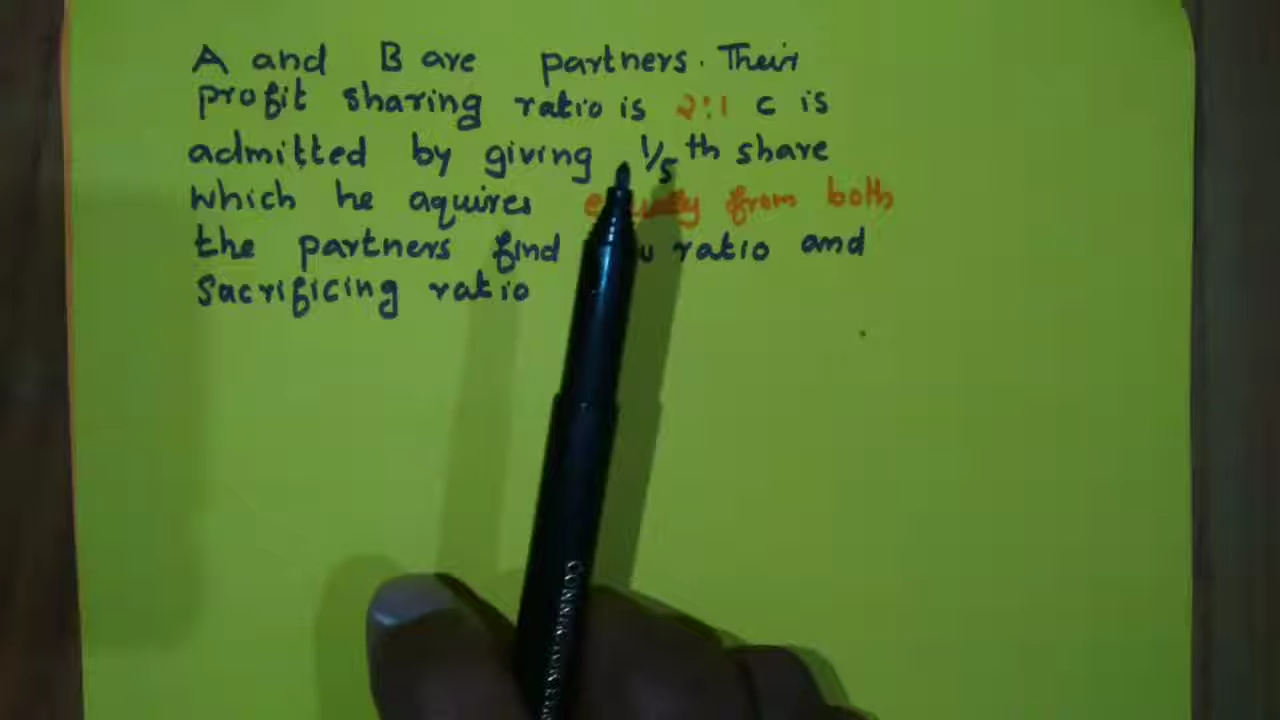 A and B are partners. Their
profit sharing ratio is 2:1 c is
admitted by giving 1/5th share
which he aquires from both
the partners find ratio and
sacrificing ratio